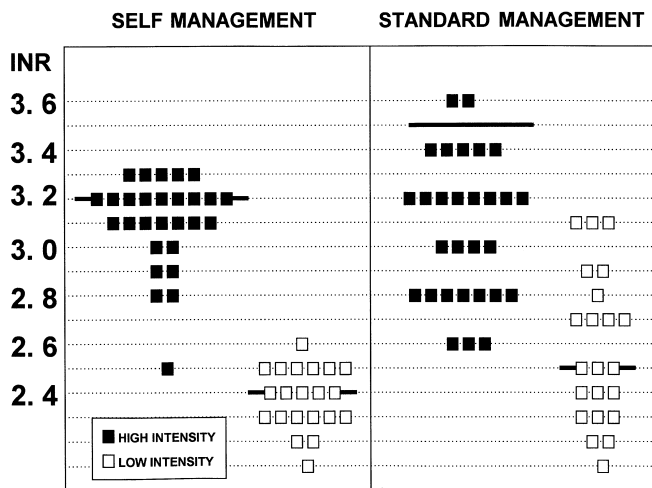 SELF MANAGEMENT STANDARD MANAGEMENT
INR
3. 6
3. 4
3. 2
3. 0
2. 8
2. 6
2. 4
HIGH INTENSITY
LOW INTENSITY